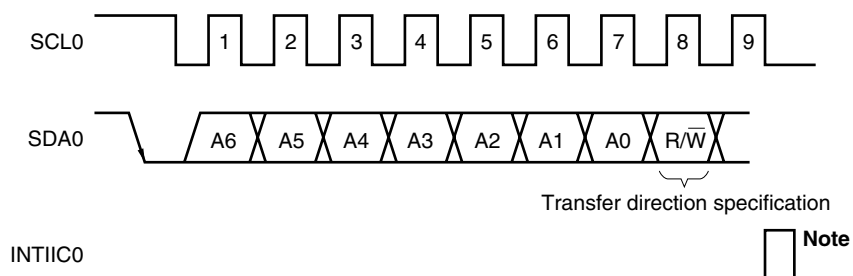 SCL0 1 2 3 4 5 6 7 8 9
SDA0 A6 A5 A4 A3 A2 A1 A0 R/W̅
Transfer direction specification
INTIIC0 Note